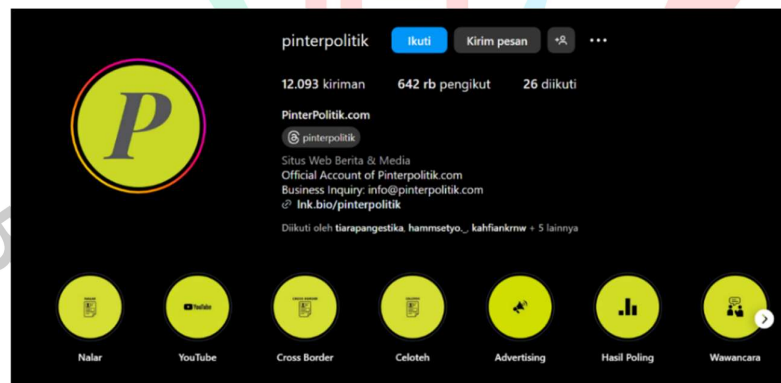 pinterpolitik Ikuti Kirim pesan
12.093 kiriman 642 rb pengikut 26 diikuti
PinterPolitik.com
pinterpolitik
Situs Web Berita & Media
Official Account of Pinterpolitik.com
Business Inquiry: info@pinterpolitik.com
lnk.bio/pinterpolitik
Diikuti oleh tiarapangestika, hammsetyo._, kahfiankrnw + 5 lainnya
P
YouTube
Nalar YouTube Cross Border Celoteh Advertising Hasil Poling Wawancara